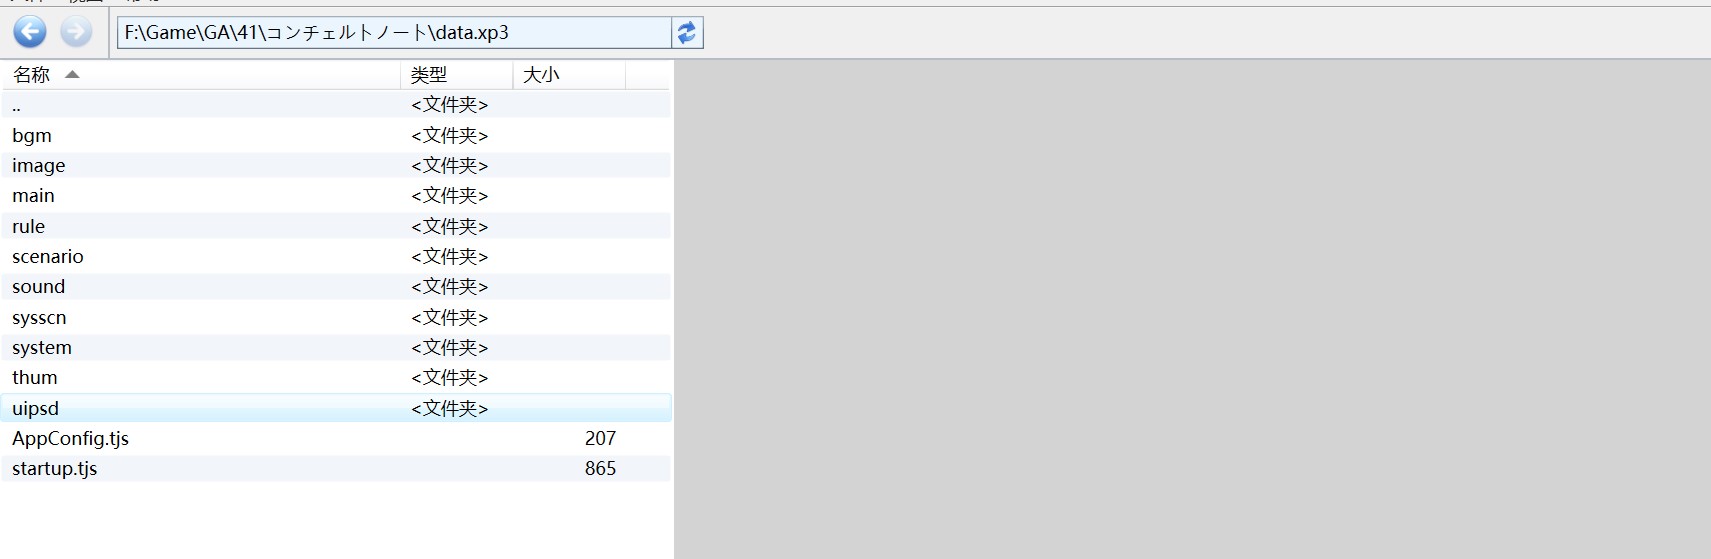 F:\Game\GA\41\コンチェルトノート\data.xp3
名称 类型 大小
.. <文件夹>
bgm <文件夹>
image <文件夹>
main <文件夹>
rule <文件夹>
scenario <文件夹>
sound <文件夹>
sysscn <文件夹>
system <文件夹>
thum <文件夹>
uipsd <文件夹>
AppConfig.tjs 207
startup.tjs 865